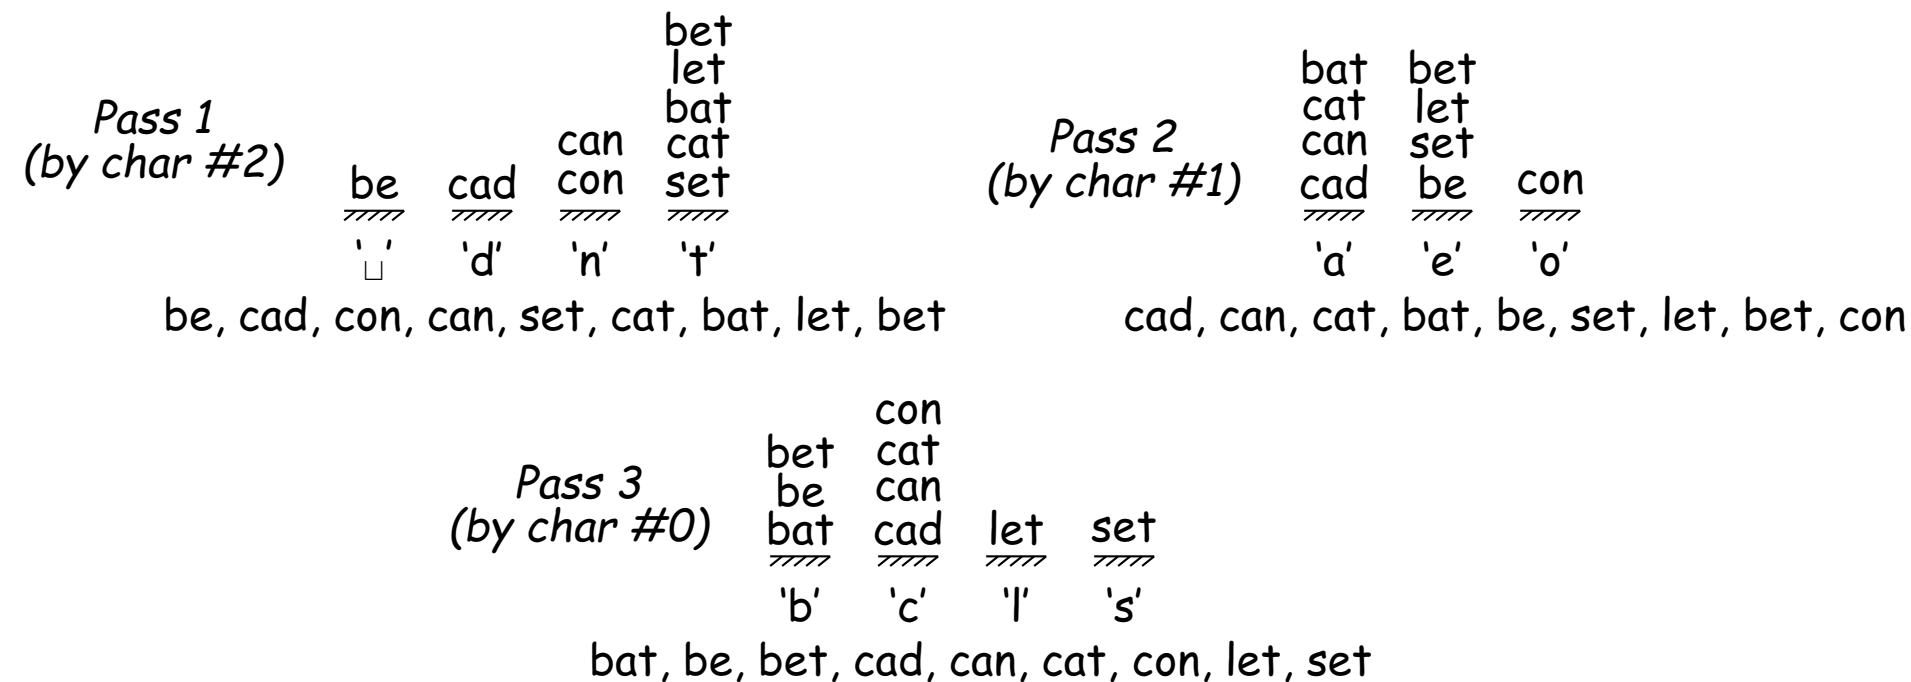 Pass 1
(by char #2)
bet
let
bat
can cat
be cad con set
‘␣’ ‘d’ ‘n’ ‘t’
be, cad, con, can, set, cat, bat, let, bet
Pass 2
(by char #1)
bat bet
cat let
can set
cad be con
‘a’ ‘e’ ‘o’
cad, can, cat, bat, be, set, let, bet, con
Pass 3
(by char #0)
con
bet cat
be can
bat cad let set
‘b’ ‘c’ ‘l’ ‘s’
bat, be, bet, cad, can, cat, con, let, set